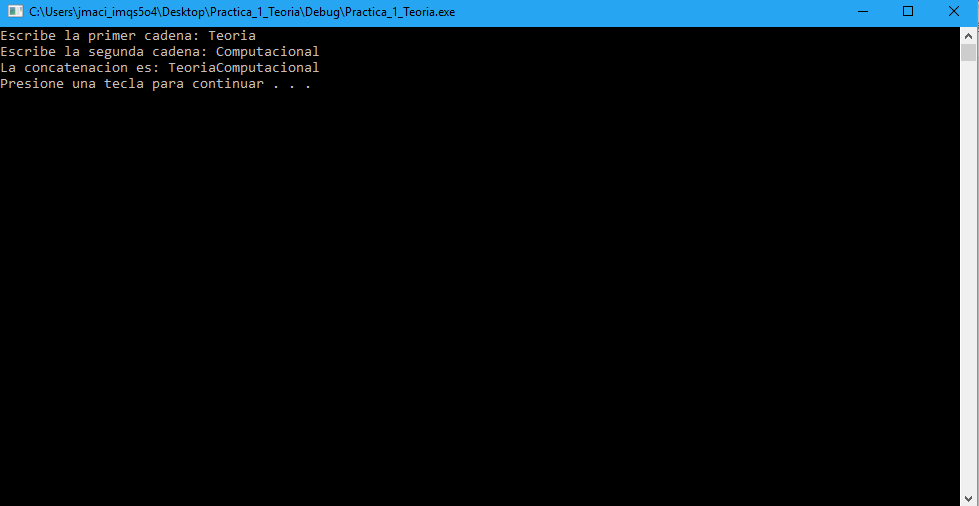 C:\Users\jmaci_imqs5o4\Desktop\Practica_1_Teoria\Debug\Practica_1_Teoria.exe
Escribe la primer cadena: Teoria
Escribe la segunda cadena: Computacional
La concatenacion es: TeoriaComputacional
Presione una tecla para continuar . . .